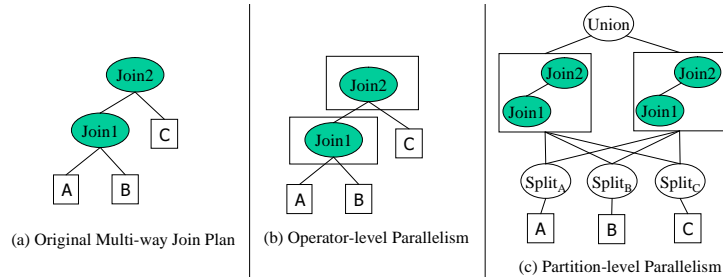 Join2
Join1
C
A
B
(a) Original Multi-way Join Plan
Join2
Join1
C
A
B
(b) Operator-level Parallelism
Union
Join2
Join1
Join2
Join1
SplitA
SplitB
SplitC
A
B
C
(c) Partition-level Parallelism